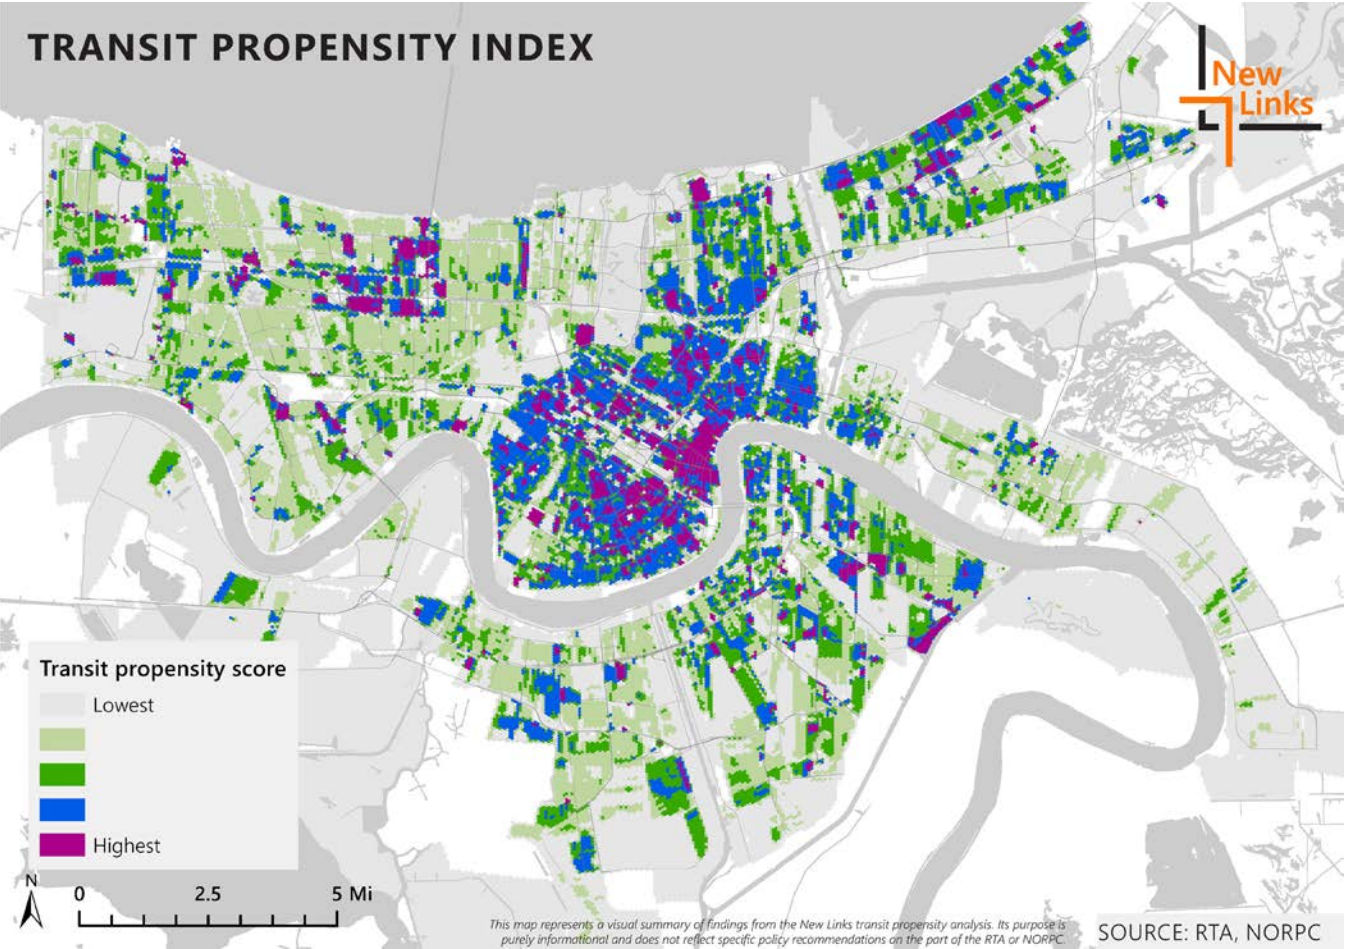 TRANSIT PROPENSITY INDEX
New
Links
Transit propensity score
Lowest
Highest
N
0 2.5 5 Mi
This map represents a visual summary of findings from the New Links transit propensity analysis. Its purpose is
purely informational and does not reflect specific policy recommendations on the part of the RTA or NORPC.
SOURCE: RTA, NORPC